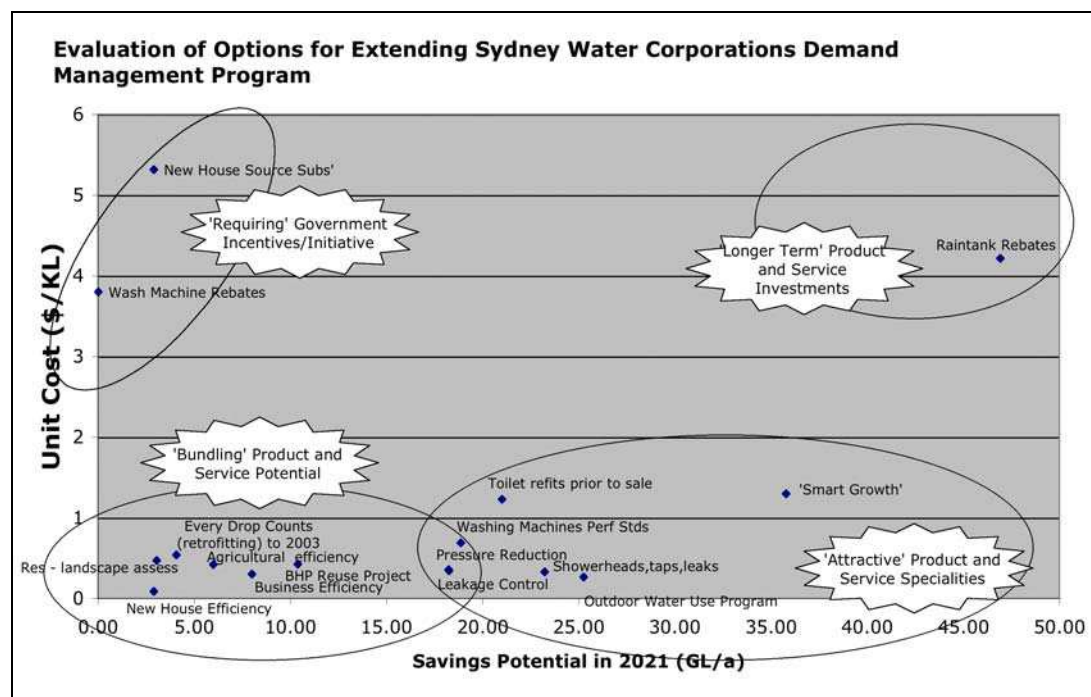 Evaluation of Options for Extending Sydney Water Corporations Demand
Management Program
Unit Cost ($/KL)
6
5
4
3
2
1
0
New House Source Subs'
'Requiring' Government
Incentives/Initiative
Wash Machine Rebates
Raintank Rebates
'Longer Term' Product
and Service
Investments
'Bundling' Product and
Service Potential
Toilet refits prior to sale
'Smart Growth'
Every Drop Counts
(retrofitting) to 2003
Washing Machines Perf Stds
Agricultural efficiency
Res - landscape assess
BHP Reuse Project
Business Efficiency
New House Efficiency
Pressure Reduction
Leakage Control
Showerheads,taps,leaks
Outdoor Water Use Program
'Attractive' Product and
Service Specialities
0.00 5.00 10.00 15.00 20.00 25.00 30.00 35.00 40.00 45.00 50.00
Savings Potential in 2021 (GL/a)